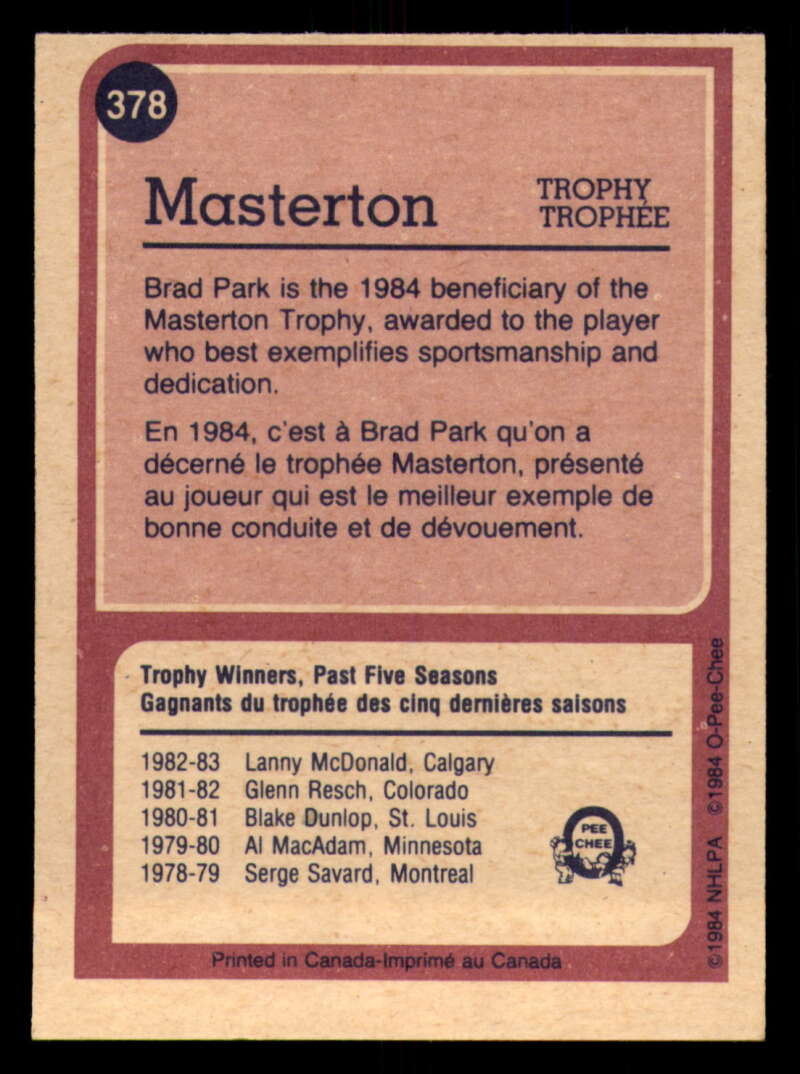 378
Masterton
TROPHY
TROPHÉE
Brad Park is the 1984 beneficiary of the
Masterton Trophy, awarded to the player
who best exemplifies sportsmanship and
dedication.
En 1984, c'est à Brad Park qu'on a
décerné le trophée Masterton, présenté
au joueur qui est le meilleur exemple de
bonne conduite et de dévouement.
Trophy Winners, Past Five Seasons
Gagnants du trophée des cinq dernières saisons
1982-83 Lanny McDonald, Calgary
1981-82 Glenn Resch, Colorado
1980-81 Blake Dunlop, St. Louis
1979-80 Al MacAdam, Minnesota
1978-79 Serge Savard, Montreal
PEE
CHEE
Printed in Canada-Imprimé au Canada
©1984 NHLPA ©1984 O-Pee-Chee